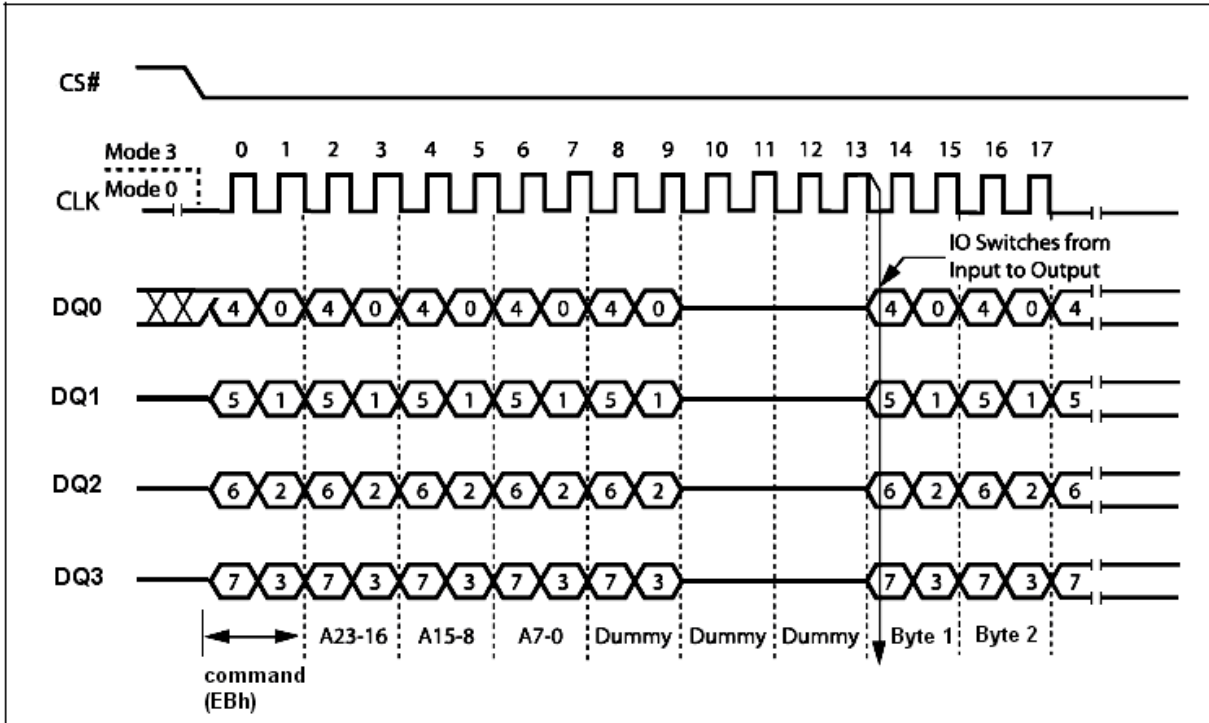 CS#
Mode 3
0 1 2 3 4 5 6 7 8 9 10 11 12 13 14 15 16 17
CLK
Mode 0
IO Switches from
Input to Output
DQ0
4 0 4 0 4 0 4 0 4 0 4 0 4 0 4
DQ1
5 1 5 1 5 1 5 1 5 1 5 1 5 1 5
DQ2
6 2 6 2 6 2 6 2 6 2 6 2 6 2 6
DQ3
7 3 7 3 7 3 7 3 7 3 7 3 7 3 7
A23-16 A15-8 A7-0 Dummy Dummy Dummy Byte 1 Byte 2
command
(EBh)